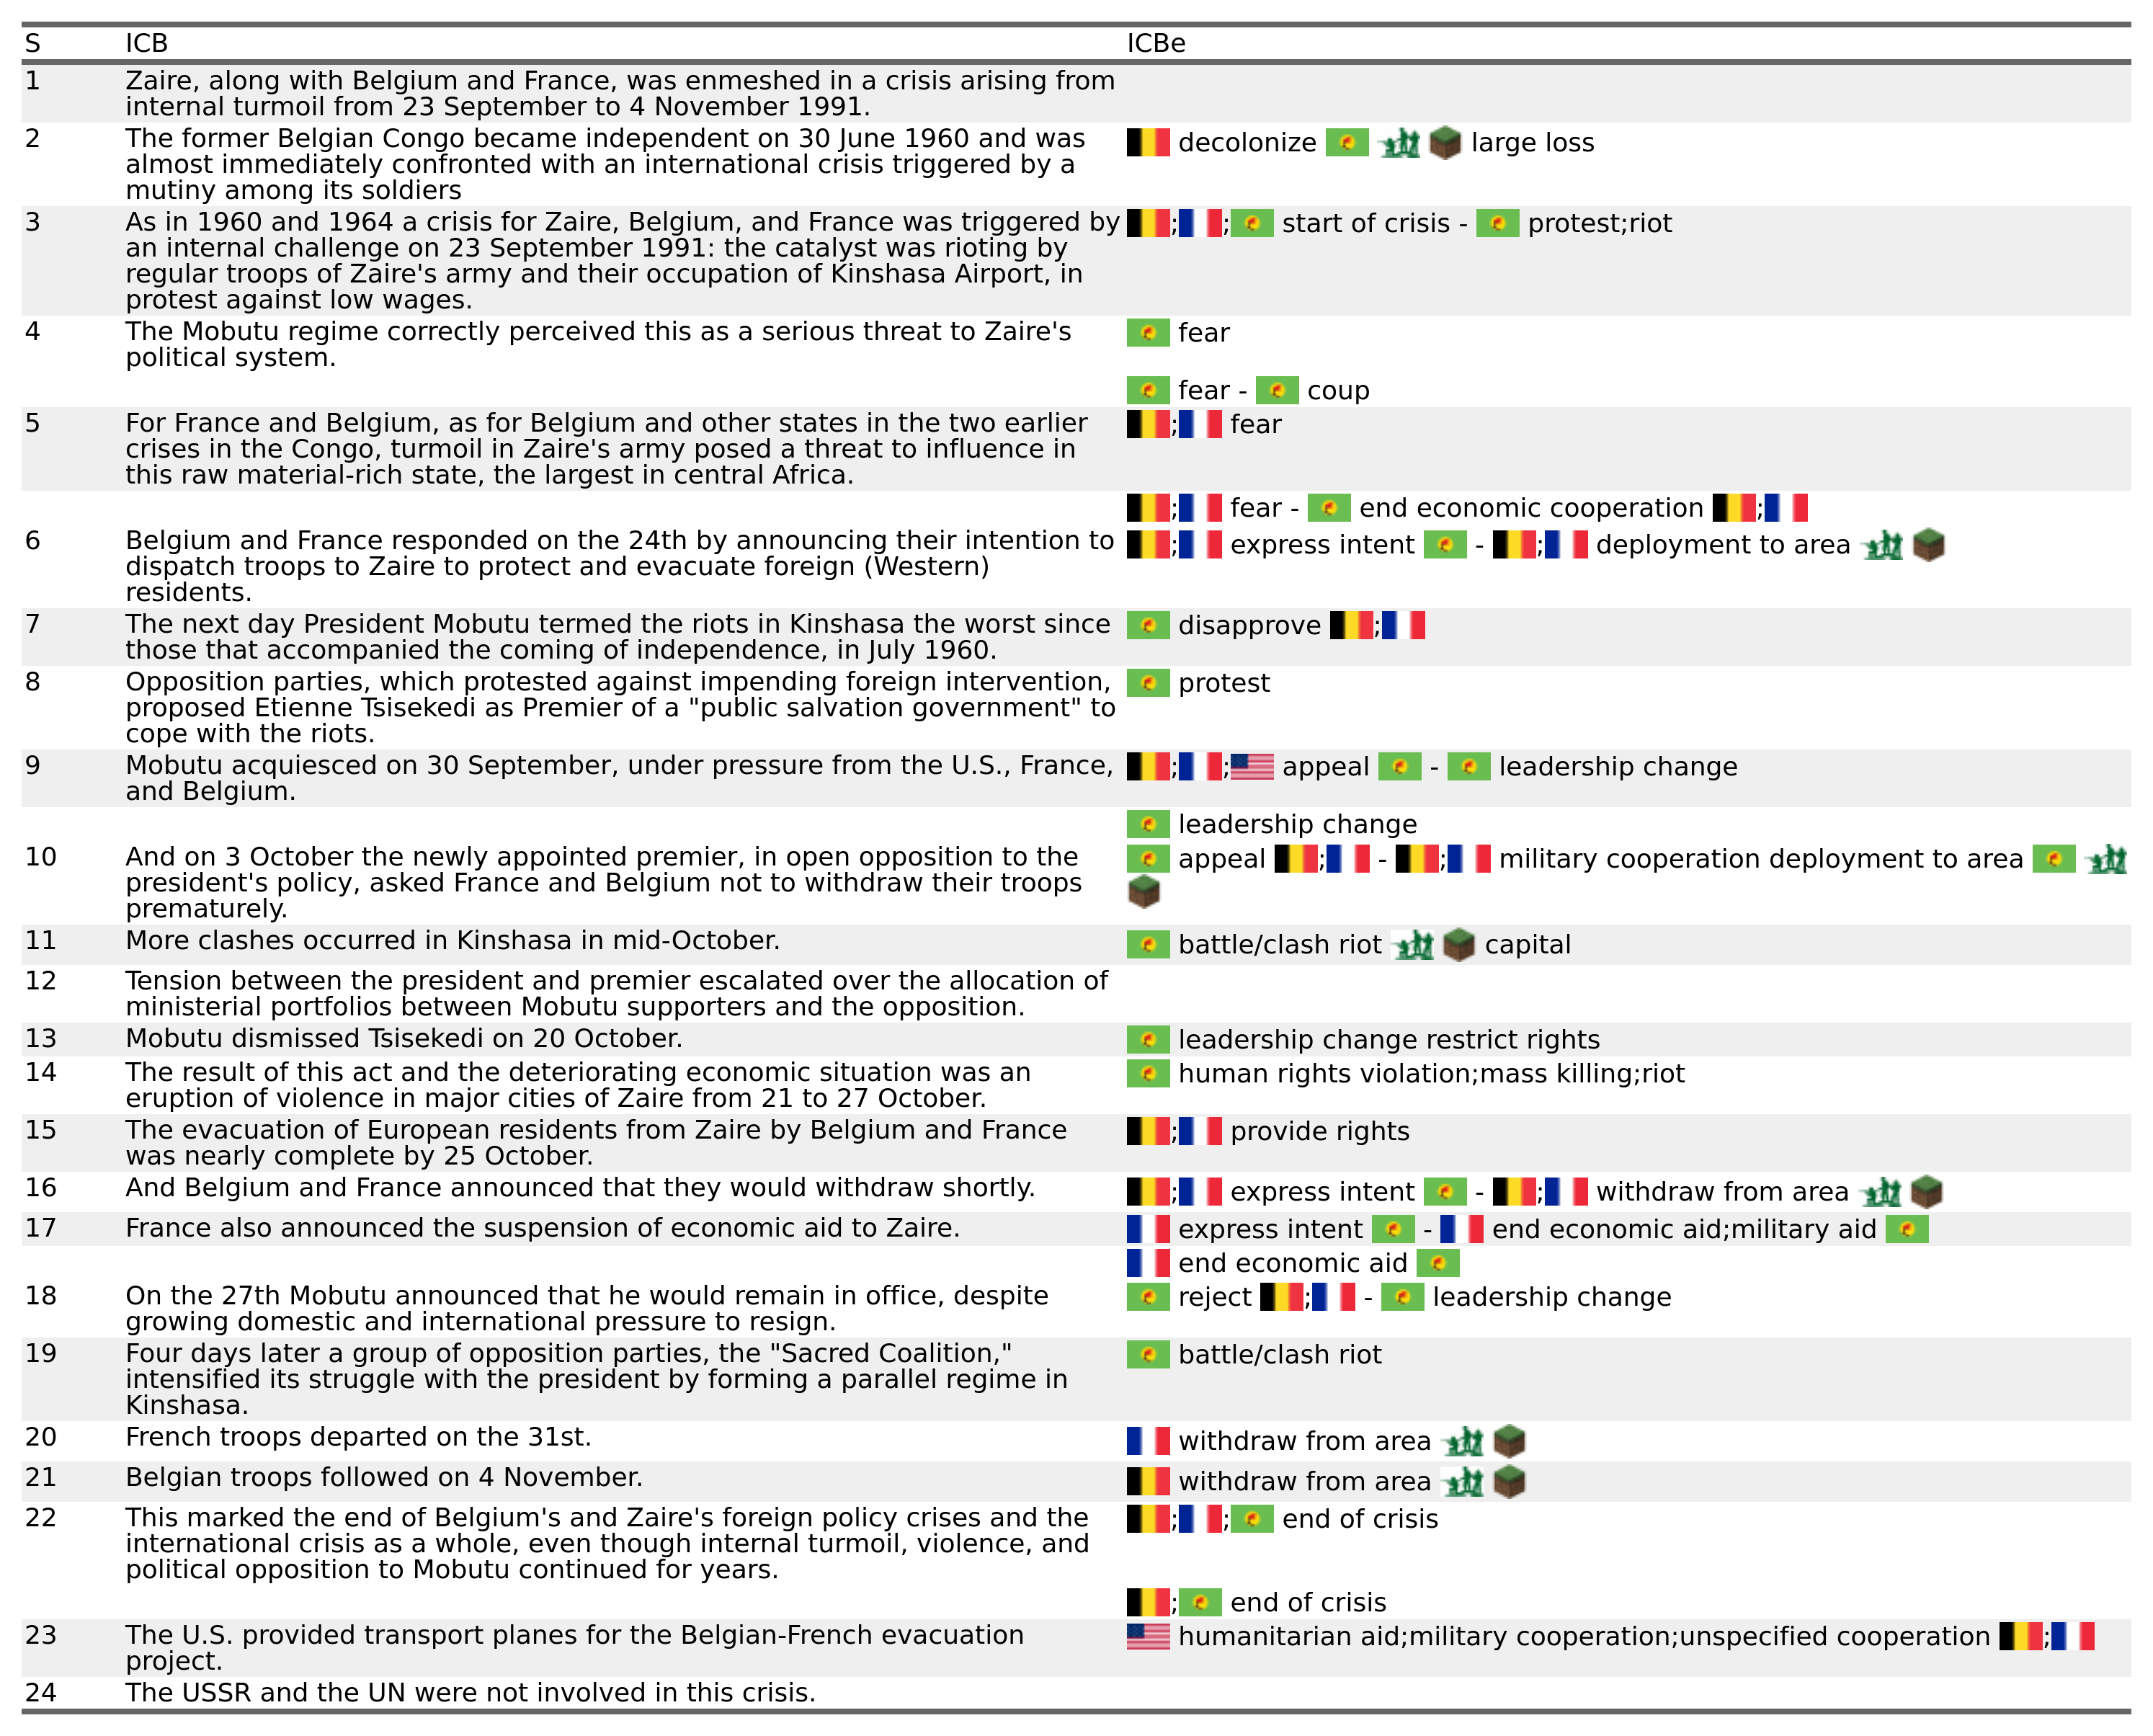 S ICB ICBe
1 Zaire, along with Belgium and France, was enmeshed in a crisis arising from
internal turmoil from 23 September to 4 November 1991.
2 The former Belgian Congo became independent on 30 June 1960 and was decolonize large loss
almost immediately confronted with an international crisis triggered by a
mutiny among its soldiers
3 As in 1960 and 1964 a crisis for Zaire, Belgium, and France was triggered by ; ; start of crisis - protest;riot
an internal challenge on 23 September 1991: the catalyst was rioting by
regular troops of Zaire's army and their occupation of Kinshasa Airport, in
protest against low wages.
4 The Mobutu regime correctly perceived this as a serious threat to Zaire's fear
political system.
fear - coup
5 For France and Belgium, as for Belgium and other states in the two earlier ; fear
crises in the Congo, turmoil in Zaire's army posed a threat to influence in
this raw material-rich state, the largest in central Africa.
; fear - end economic cooperation ;
6 Belgium and France responded on the 24th by announcing their intention to ; express intent - ; deployment to area
dispatch troops to Zaire to protect and evacuate foreign (Western)
residents.
7 The next day President Mobutu termed the riots in Kinshasa the worst since disapprove ;
those that accompanied the coming of independence, in July 1960.
8 Opposition parties, which protested against impending foreign intervention, protest
proposed Etienne Tsisekedi as Premier of a "public salvation government" to
cope with the riots.
9 Mobutu acquiesced on 30 September, under pressure from the U.S., France, ; ; appeal - leadership change
and Belgium.
leadership change
10 And on 3 October the newly appointed premier, in open opposition to the appeal ; - ; military cooperation deployment to area
president's policy, asked France and Belgium not to withdraw their troops
prematurely.
11 More clashes occurred in Kinshasa in mid-October. battle/clash riot capital
12 Tension between the president and premier escalated over the allocation of
ministerial portfolios between Mobutu supporters and the opposition.
13 Mobutu dismissed Tsisekedi on 20 October. leadership change restrict rights
14 The result of this act and the deteriorating economic situation was an human rights violation;mass killing;riot
eruption of violence in major cities of Zaire from 21 to 27 October.
15 The evacuation of European residents from Zaire by Belgium and France ; provide rights
was nearly complete by 25 October.
16 And Belgium and France announced that they would withdraw shortly. ; express intent - ; withdraw from area
17 France also announced the suspension of economic aid to Zaire. express intent - end economic aid;military aid
end economic aid
18 On the 27th Mobutu announced that he would remain in office, despite reject ; - leadership change
growing domestic and international pressure to resign.
19 Four days later a group of opposition parties, the "Sacred Coalition," battle/clash riot
intensified its struggle with the president by forming a parallel regime in
Kinshasa.
20 French troops departed on the 31st. withdraw from area
21 Belgian troops followed on 4 November. withdraw from area
22 This marked the end of Belgium's and Zaire's foreign policy crises and the ; ; end of crisis
international crisis as a whole, even though internal turmoil, violence, and
political opposition to Mobutu continued for years.
; end of crisis
23 The U.S. provided transport planes for the Belgian-French evacuation humanitarian aid;military cooperation;unspecified cooperation ;
project.
24 The USSR and the UN were not involved in this crisis.